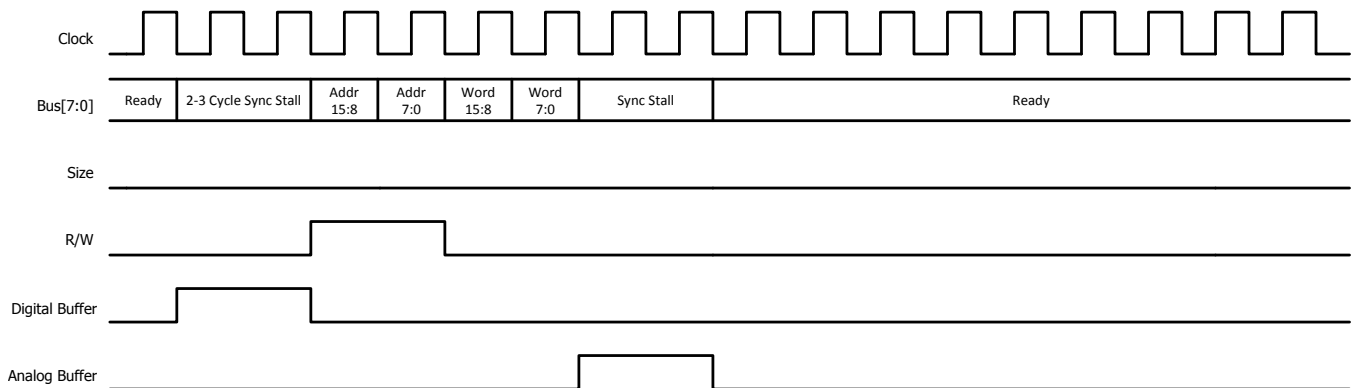 Clock
Bus[7:0]
Ready
2-3 Cycle Sync Stall
Addr
15:8
Addr
7:0
Word
15:8
Word
7:0
Sync Stall
Ready
Size
R/W
Digital Buffer
Analog Buffer